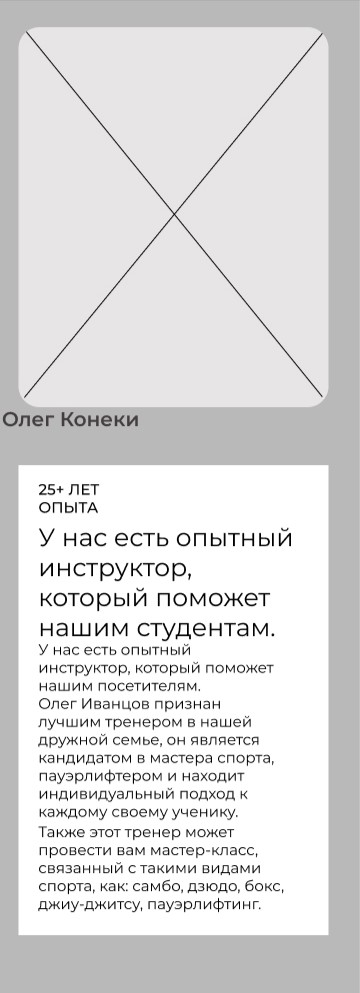 Олег Конеки
25+ ЛЕТ
ОПЫТА
У нас есть опытный
инструктор,
который поможет
нашим студентам.
У нас есть опытный
инструктор, который поможет
нашим посетителям.
Олег Иванцов признан
лучшим тренером в нашей
дружной семье, он является
кандидатом в мастера спорта,
пауэрлифтером и находит
индивидуальный подход к
каждому своему ученику.
Также этот тренер может
провести вам мастер-класс,
связанный с такими видами
спорта, как: самбо, дзюдо, бокс,
джиу-джитсу, пауэрлифтинг.